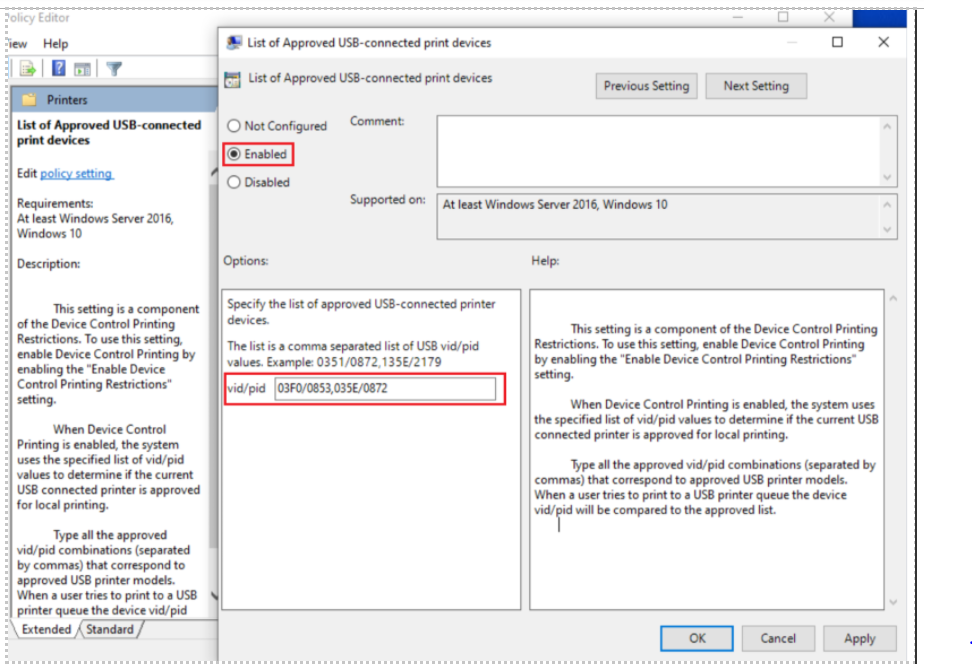 Policy Editor
iew Help
Printers
List of Approved USB-connected
print devices
Edit policy setting
Requirements:
At least Windows Server 2016,
Windows 10
Description:
This setting is a component
of the Device Control Printing
Restrictions. To use this setting,
enable Device Control Printing by
enabling the "Enable Device
Control Printing Restrictions"
setting.
When Device Control
Printing is enabled, the system
uses the specified list of vid/pid
values to determine if the current
USB connected printer is approved
for local printing.
Type all the approved
vid/pid combinations (separated
by commas) that correspond to
approved USB printer models.
When a user tries to print to a USB
printer queue the device vid/pid
Extended Standard
List of Approved USB-connected print devices
List of Approved USB-connected print devices
Previous Setting Next Setting
Not Configured
Enabled
Disabled
Comment:
Supported on:
At least Windows Server 2016, Windows 10
Options:
Help:
Specify the list of approved USB-connected printer
devices.
The list is a comma separated list of USB vid/pid
values. Example: 0351/0872,135E/2179
vid/pid 03F0/0853,035E/0872
This setting is a component of the Device Control Printing
Restrictions. To use this setting, enable Device Control Printing
by enabling the "Enable Device Control Printing Restrictions"
setting.
When Device Control Printing is enabled, the system uses
the specified list of vid/pid values to determine if the current USB
connected printer is approved for local printing.
Type all the approved vid/pid combinations (separated by
commas) that correspond to approved USB printer models.
When a user tries to print to a USB printer queue the device
vid/pid will be compared to the approved list.
OK Cancel Apply